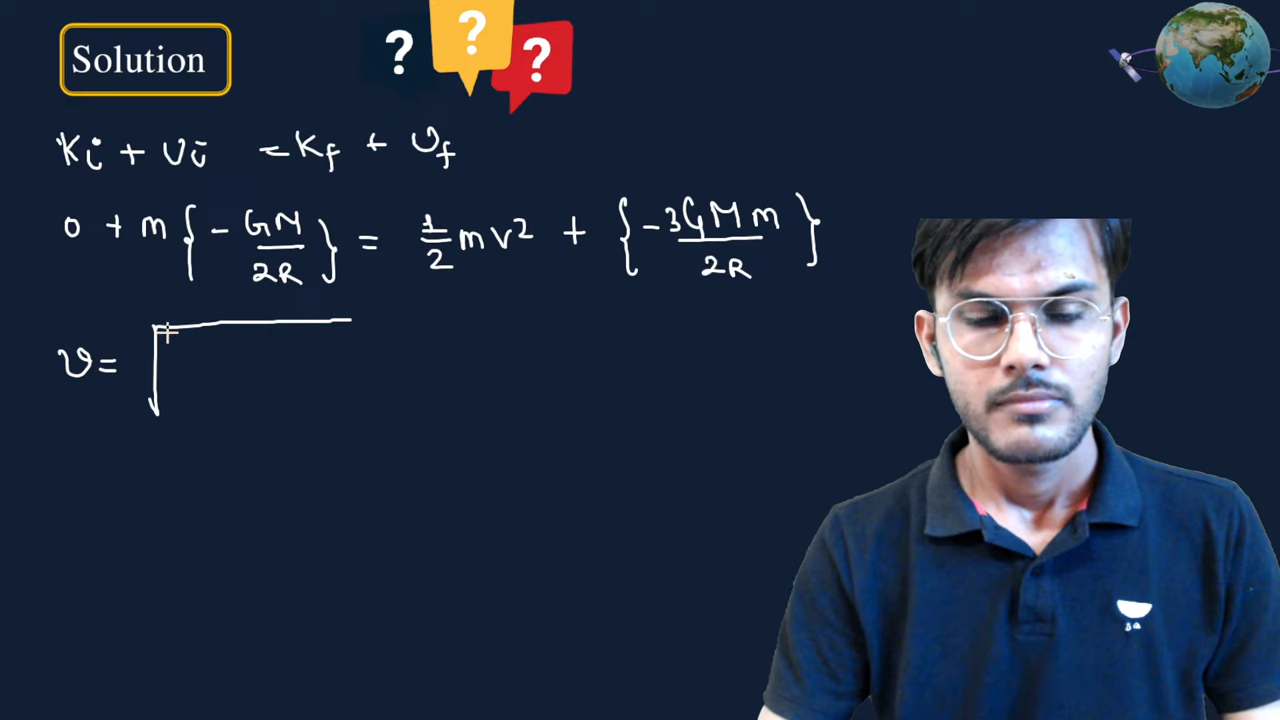 Solution
? ? ?
Ki + Ui = Kf + Uf
0 + m{- GM/2R} = 1/2 mv² + {- 3GMm/2R}
v = √